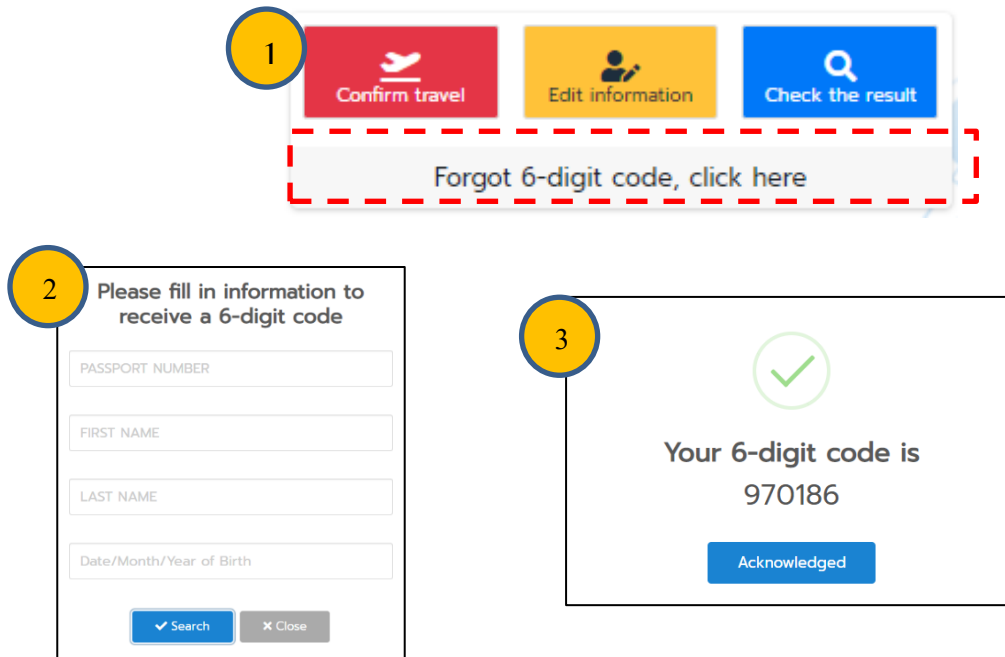 1
Confirm travel
Edit information
Check the result
Forgot 6-digit code, click here
2
Please fill in information to
receive a 6-digit code
PASSPORT NUMBER
FIRST NAME
LAST NAME
Date/Month/Year of Birth
Search
Close
3
Your 6-digit code is
970186
Acknowledged